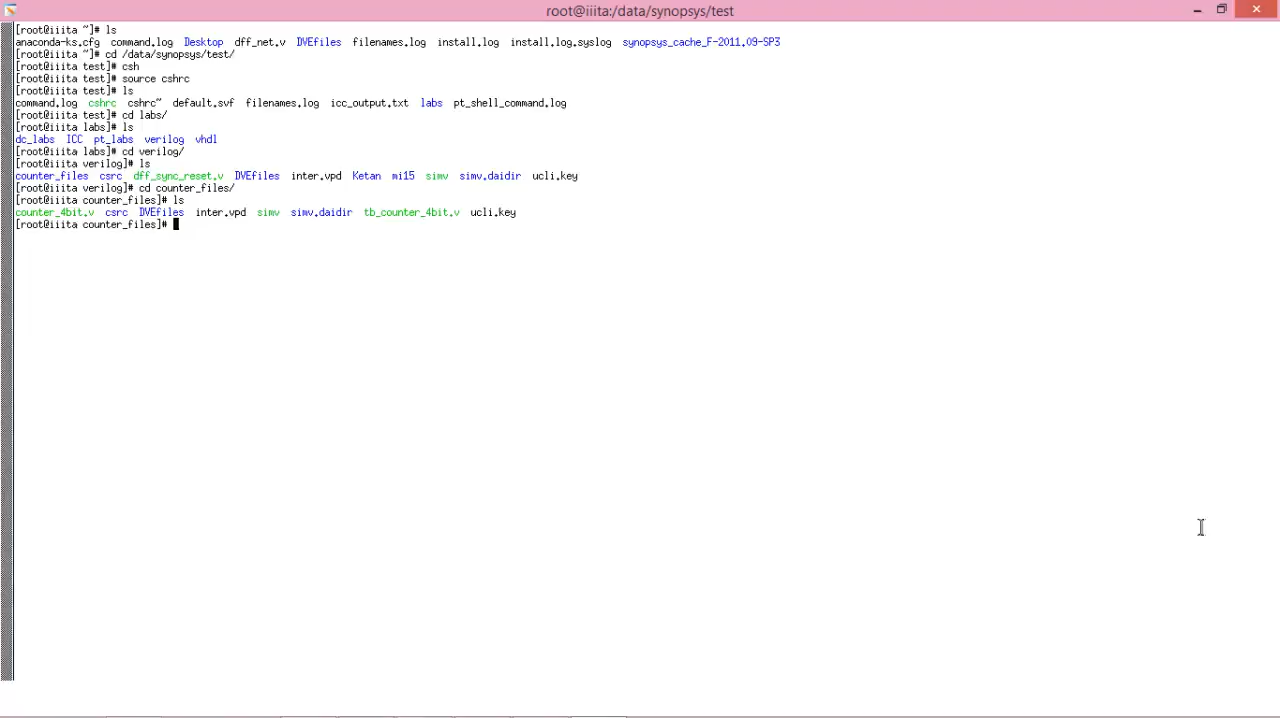 root@iiita:/data/synopsys/test
[root@iiita ~]# ls
anaconda-ks.cfg command.log Desktop dff_net.v DVEfiles filenames.log install.log install.log.syslog synopsys_cache_F-2011.09-SP3
[root@iiita ~]# cd /data/synopsys/test/
[root@iiita test]# csh
[root@iiita test]# source cshrc
[root@iiita test]# ls
command.log cshrc cshrc~ default.svf filenames.log icc_output.txt labs pt_shell_command.log
[root@iiita test]# cd labs/
[root@iiita labs]# ls
dc_labs ICC pt_labs verilog vhdl
[root@iiita labs]# cd verilog/
[root@iiita verilog]# ls
counter_files csrc dff_sync_reset.v DVEfiles inter.vpd Ketan mi15 simv simv.daidir ucli.key
[root@iiita verilog]# cd counter_files/
[root@iiita counter_files]# ls
counter_4bit.v csrc DVEfiles inter.vpd simv simv.daidir tb_counter_4bit.v ucli.key
[root@iiita counter_files]#